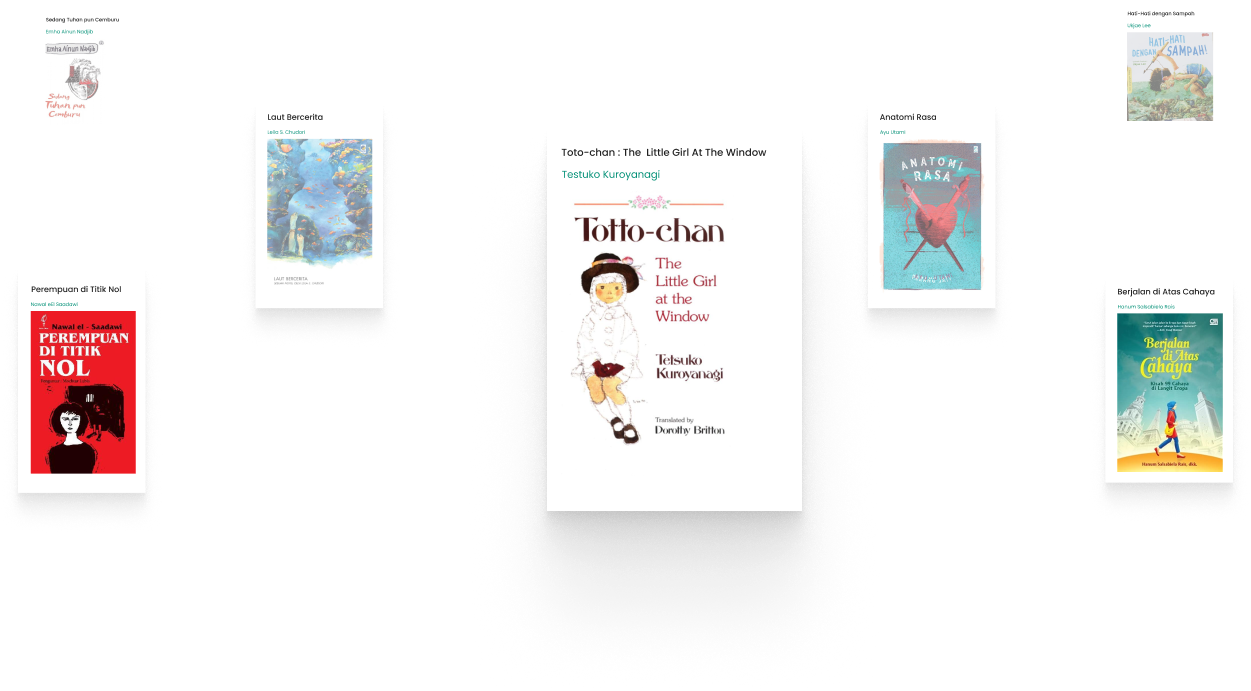 Sedang Tuhan pun Cemburu
Emha Ainun Nadjib
Emha Ainun Nadjib
Sedang
Tuhan pun
Cemburu
Hati-Hati dengan Sampah
Ukjae Lee
HATI-HATI
DENGAN SAMPAH!
Laut Bercerita
Leila S. Chudori
LAUT BERCERITA
Anatomi Rasa
Ayu Utami
ANATOMI
RASA
Toto-chan : The Little Girl At The Window
Testuko Kuroyanagi
Totto-chan
The
Little Girl
at the
Window
Tetsuko
Kuroyanagi
Translated by
Dorothy Britton
Perempuan di Titik Nol
Nawal
Saadawi
Nawal el - Saadawi
PEREMPUAN
DI TITIK
NOL
Berjalan di Atas Cahaya
Hanum Salsabiela Rais
Berjalan
di Atas
Cahaya
Kisah 99 Cahaya
di Langit Eropa
Hanum Salsabiela Rais, dkk.